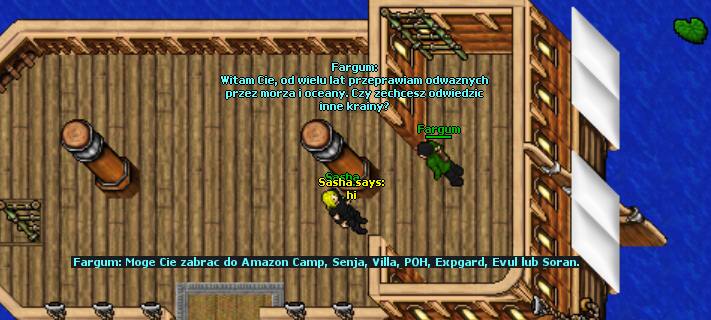 Fargum:
Witam Cie, od wielu lat przeprawiam odwaznych
przez morza i oceany. Czy zechcesz odwiedzic
inne krainy?
Fargum
Sasha
Sasha says:
hi
Fargum: Moge Cie zabrac do Amazon Camp, Senja, Villa, POH, Expgard, Evul lub Soran.